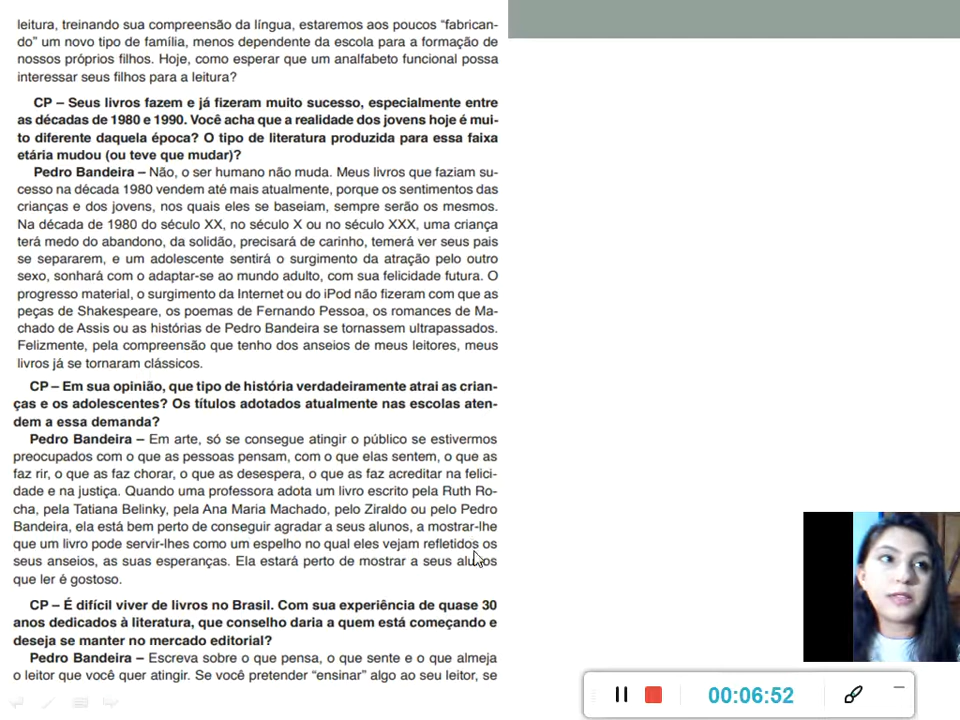 leitura, treinando sua compreensão da língua, estaremos aos poucos “fabrican-
do” um novo tipo de família, menos dependente da escola para a formação de
nossos próprios filhos. Hoje, como esperar que um analfabeto funcional possa
interessar seus filhos para a leitura?
CP – Seus livros fazem e já fizeram muito sucesso, especialmente entre
as décadas de 1980 e 1990. Você acha que a realidade dos jovens hoje é mui-
to diferente daquela época? O tipo de literatura produzida para essa faixa
etária mudou (ou teve que mudar)?
Pedro Bandeira – Não, o ser humano não muda. Meus livros que faziam su-
cesso na década 1980 vendem até mais atualmente, porque os sentimentos das
crianças e dos jovens, nos quais eles se baseiam, sempre serão os mesmos.
Na década de 1980 do século XX, no século X ou no século XXX, uma criança
terá medo do abandono, da solidão, precisará de carinho, temerá ver seus pais
se separarem, e um adolescente sentirá o surgimento da atração pelo outro
sexo, sonhará com o adaptar-se ao mundo adulto, com sua felicidade futura. O
progresso material, o surgimento da Internet ou do iPod não fizeram com que as
peças de Shakespeare, os poemas de Fernando Pessoa, os romances de Ma-
chado de Assis ou as histórias de Pedro Bandeira se tornassem ultrapassados.
Felizmente, pela compreensão que tenho dos anseios de meus leitores, meus
livros já se tornaram clássicos.
CP – Em sua opinião, que tipo de história verdadeiramente atrai as crian-
ças e os adolescentes? Os títulos adotados atualmente nas escolas aten-
dem a essa demanda?
Pedro Bandeira – Em arte, só se consegue atingir o público se estivermos
preocupados com o que as pessoas pensam, com o que elas sentem, o que as
faz rir, o que as faz chorar, o que as desespera, o que as faz acreditar na felici-
dade e na justiça. Quando uma professora adota um livro escrito pela Ruth Ro-
cha, pela Tatiana Belinky, pela Ana Maria Machado, pelo Ziraldo ou pelo Pedro
Bandeira, ela está bem perto de conseguir agradar a seus alunos, a mostrar-lhe
que um livro pode servir-lhes como um espelho no qual eles vejam refletidos os
seus anseios, as suas esperanças. Ela estará perto de mostrar a seus alunos
que ler é gostoso.
CP – É difícil viver de livros no Brasil. Com sua experiência de quase 30
anos dedicados à literatura, que conselho daria a quem está começando e
deseja se manter no mercado editorial?
Pedro Bandeira – Escreva sobre o que pensa, o que sente e o que almeja
o leitor que você quer atingir. Se você pretender “ensinar” algo ao seu leitor, se
00:06:52